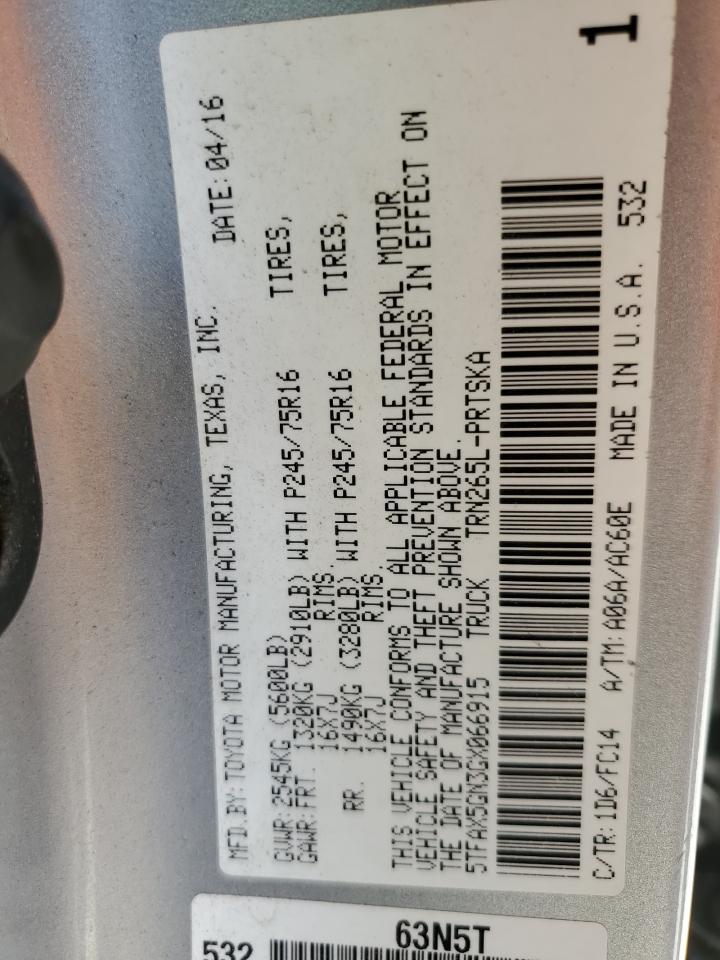 1
MFD.BY:TOYOTA MOTOR MANUFACTURING, TEXAS, INC. DATE:04/16
GVWR:2545KG (5600LB)
GAWR:FRT. 1320KG (2910LB) WITH P245/75R16 TIRES,
16X7J RIMS.
RR. 1490KG (3280LB) WITH P245/75R16 TIRES,
16X7J RIMS.
THIS VEHICLE CONFORMS TO ALL APPLICABLE FEDERAL MOTOR
VEHICLE SAFETY AND THEFT PREVENTION STANDARDS IN EFFECT ON
THE DATE OF MANUFACTURE SHOWN ABOVE.
5TFAX5GN3GX066915 TRUCK TRN265L-PRTSKA
C/TR:1D6/FC14 A/TM:A06A/AC60E MADE IN U.S.A. 532
63N5T
532